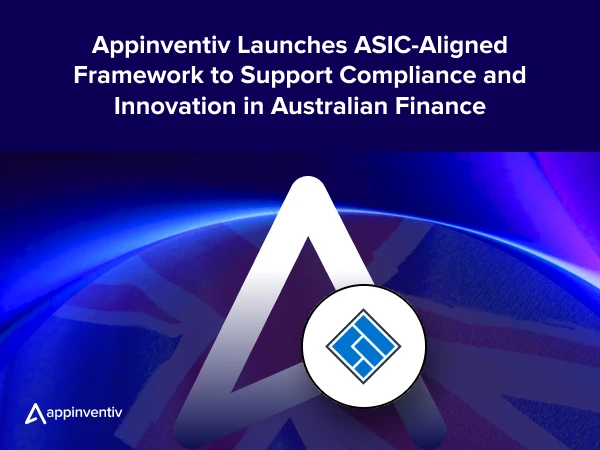 Appinventiv Launches ASIC-Aligned
Framework to Support Compliance and
Innovation in Australian Finance
appinventiv